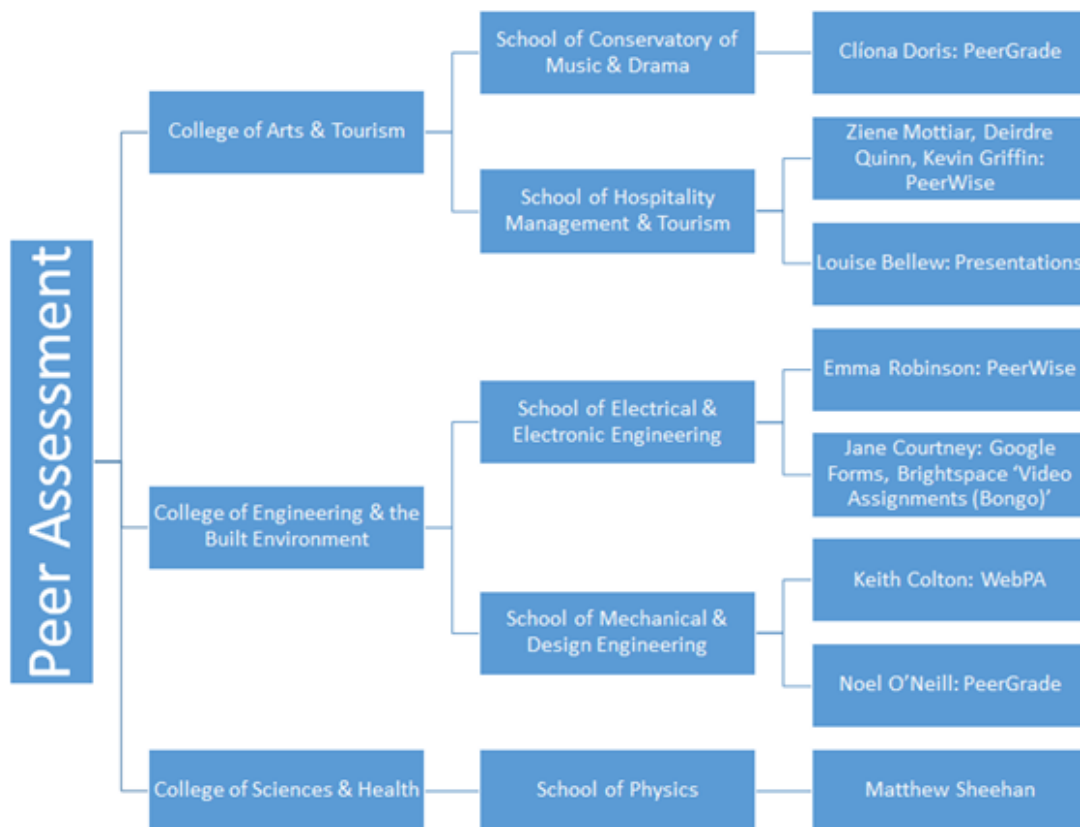 Peer Assessment
College of Arts & Tourism
School of Conservatory of
Music & Drama
Clíona Doris: PeerGrade
School of Hospitality
Management & Tourism
Ziene Mottiar, Deirdre
Quinn, Kevin Griffin:
PeerWise
Louise Bellew: Presentations
College of Engineering & the
Built Environment
School of Electrical &
Electronic Engineering
Emma Robinson: PeerWise
Jane Courtney: Google
Forms, Brightspace ‘Video
Assignments (Bongo)’
School of Mechanical &
Design Engineering
Keith Colton: WebPA
Noel O’Neill: PeerGrade
College of Sciences & Health
School of Physics
Matthew Sheehan